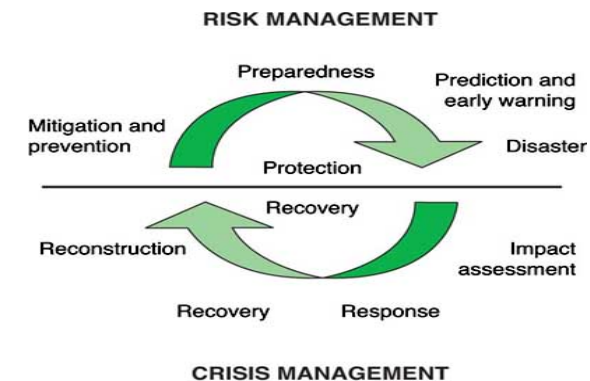 RISK MANAGEMENT
Preparedness
Prediction and
early warning
Mitigation and
prevention
Disaster
Protection
Recovery
Reconstruction
Impact
assessment
Recovery
Response
CRISIS MANAGEMENT